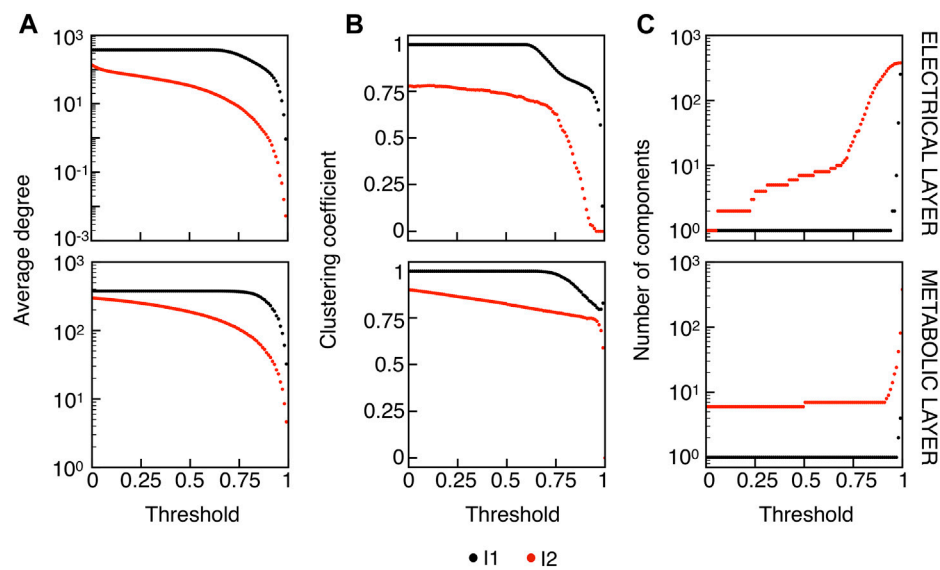 A
B
C
10³
10¹
10⁻¹
10⁻³
1
0.75
0.5
0.25
0
10³
10²
10¹
10⁰
ELECTRICAL LAYER
Average degree
Clustering coefficient
Number of components
10³
10²
10¹
10⁰
1
0.75
0.5
0.25
0
10³
10²
10¹
10⁰
METABOLIC LAYER
0 0.25 0.5 0.75 1
0 0.25 0.5 0.75 1
0 0.25 0.5 0.75 1
Threshold
Threshold
Threshold
I1 I2